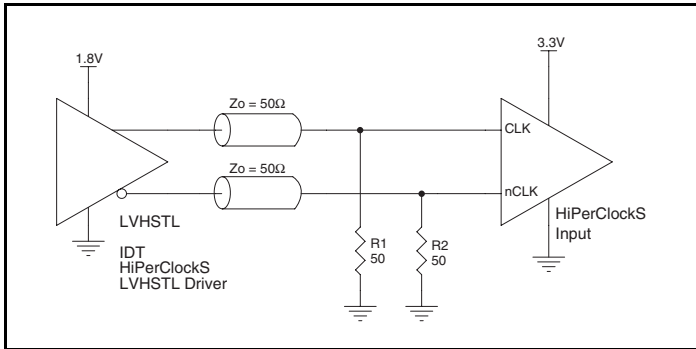 1.8V
3.3V
Zo = 50Ω
CLK
Zo = 50Ω
nCLK
LVHSTL
IDT
HiPerClockS
LVHSTL Driver
R1
50
R2
50
HiPerClockS
Input